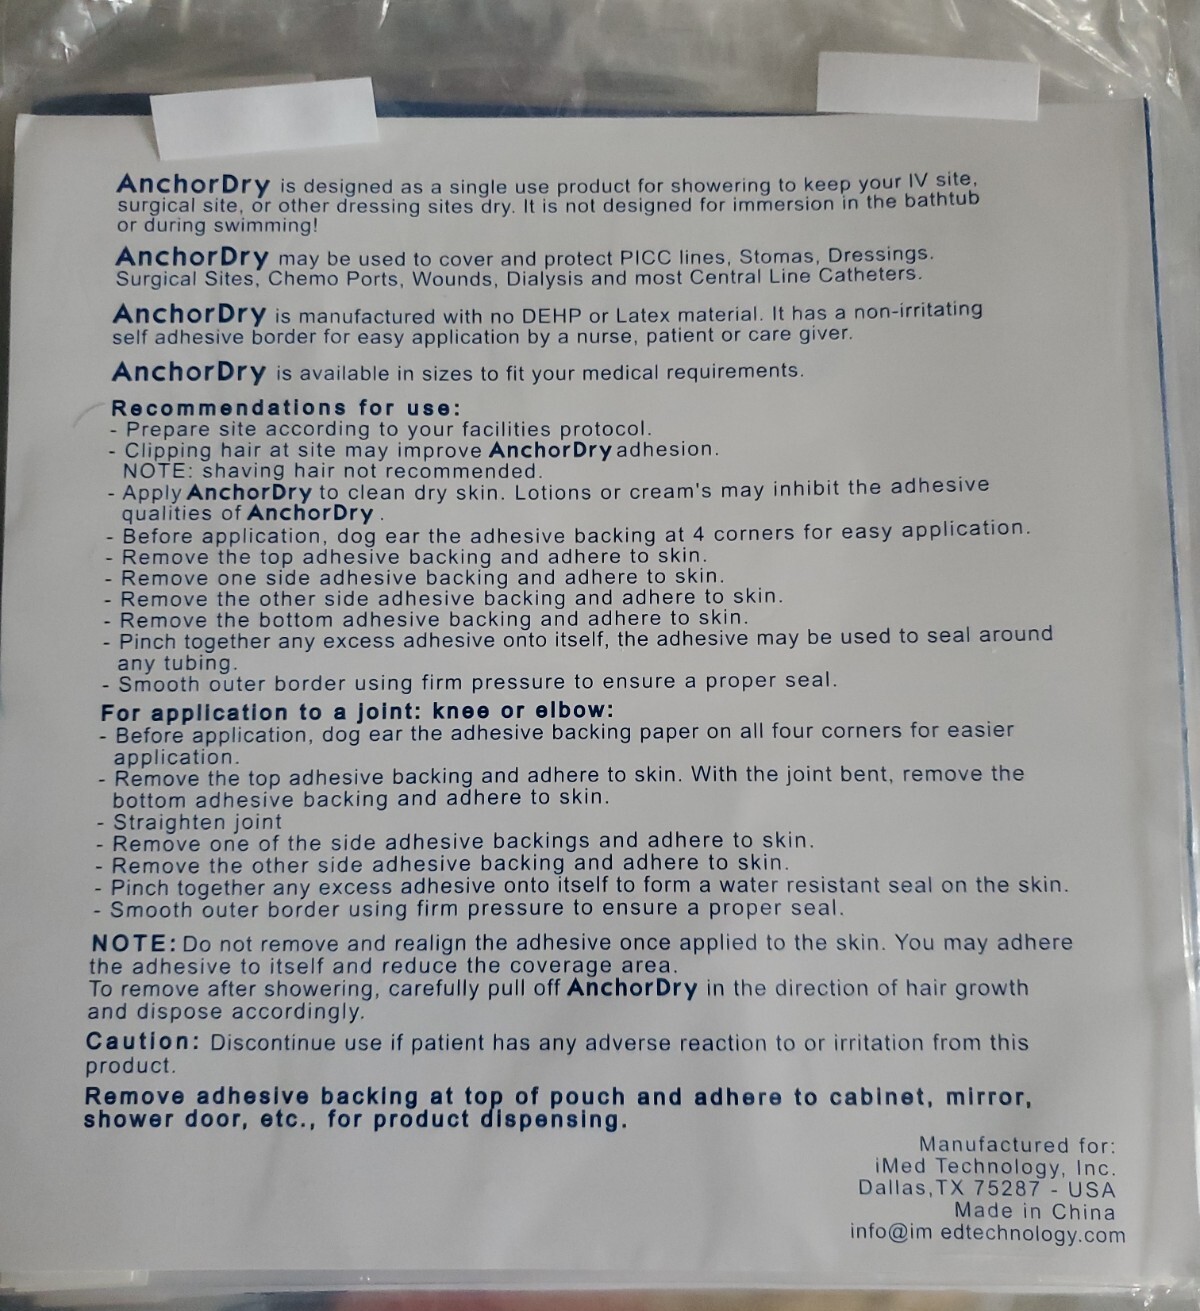 AnchorDry is designed as a single use product for showering to keep your IV site,
surgical site, or other dressing sites dry. It is not designed for immersion in the bathtub
or during swimming!
AnchorDry may be used to cover and protect PICC lines, Stomas, Dressings.
Surgical Sites, Chemo Ports, Wounds, Dialysis and most Central Line Catheters.
AnchorDry is manufactured with no DEHP or Latex material. It has a non-irritating
self adhesive border for easy application by a nurse, patient or care giver.
AnchorDry is available in sizes to fit your medical requirements.
Recommendations for use:
- Prepare site according to your facilities protocol.
- Clipping hair at site may improve AnchorDry adhesion.
NOTE: shaving hair not recommended.
- Apply AnchorDry to clean dry skin. Lotions or cream's may inhibit the adhesive
qualities of AnchorDry .
- Before application, dog ear the adhesive backing at 4 corners for easy application.
- Remove the top adhesive backing and adhere to skin.
- Remove one side adhesive backing and adhere to skin.
- Remove the other side adhesive backing and adhere to skin.
- Remove the bottom adhesive backing and adhere to skin.
- Pinch together any excess adhesive onto itself, the adhesive may be used to seal around
any tubing.
- Smooth outer border using firm pressure to ensure a proper seal.
For application to a joint: knee or elbow:
- Before application, dog ear the adhesive backing paper on all four corners for easier
application.
- Remove the top adhesive backing and adhere to skin. With the joint bent, remove the
bottom adhesive backing and adhere to skin.
- Straighten joint
- Remove one of the side adhesive backings and adhere to skin.
- Remove the other side adhesive backing and adhere to skin.
- Pinch together any excess adhesive onto itself to form a water resistant seal on the skin.
- Smooth outer border using firm pressure to ensure a proper seal.
NOTE: Do not remove and realign the adhesive once applied to the skin. You may adhere
the adhesive to itself and reduce the coverage area.
To remove after showering, carefully pull off AnchorDry in the direction of hair growth
and dispose accordingly.
Caution: Discontinue use if patient has any adverse reaction to or irritation from this
product.
Remove adhesive backing at top of pouch and adhere to cabinet, mirror,
shower door, etc., for product dispensing.
Manufactured for:
iMed Technology, Inc.
Dallas,TX 75287 - USA
Made in China
info@im edtechnology.com